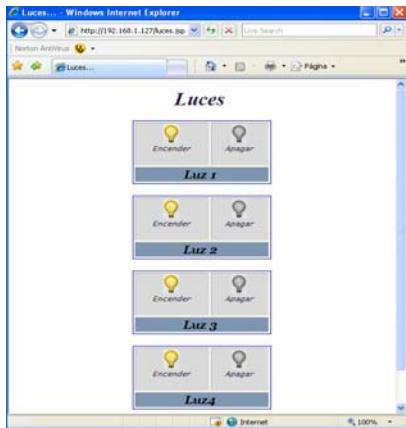 Luces... - Windows Internet Explorer
http://192.168.1.127/luces.jsp Live Search
Norton AntiVirus
Luces... Página
Luces
Encender Apagar
Luz 1
Encender Apagar
Luz 2
Encender Apagar
Luz 3
Encender Apagar
Luz4
Internet 100%